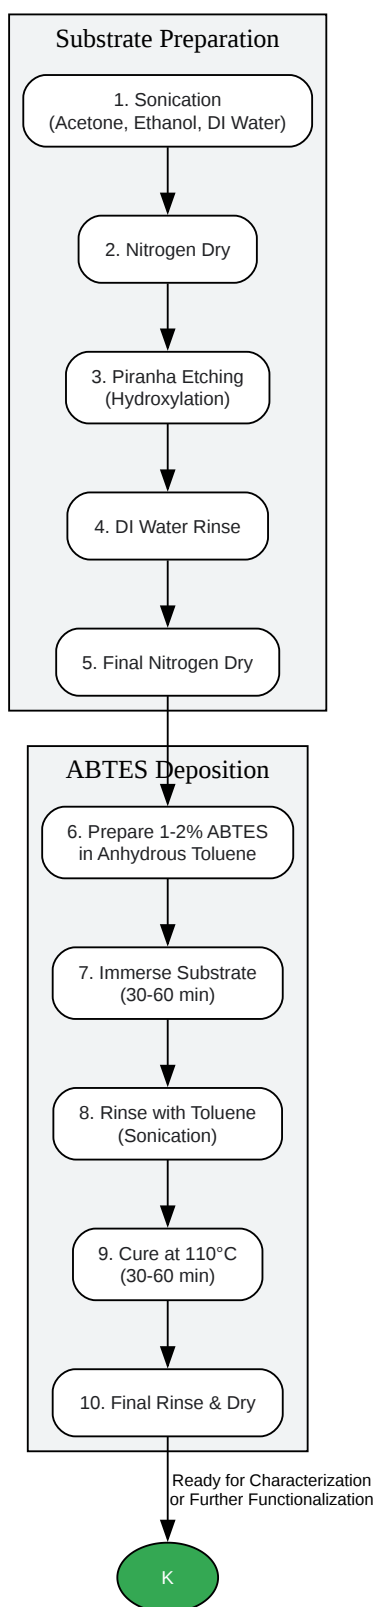 Substrate Preparation
1. Sonication
(Acetone, Ethanol, DI Water)
2. Nitrogen Dry
3. Piranha Etching
(Hydroxylation)
4. DI Water Rinse
5. Final Nitrogen Dry
ABTES Deposition
6. Prepare 1-2% ABTES
in Anhydrous Toluene
7. Immerse Substrate
(30-60 min)
8. Rinse with Toluene
(Sonication)
9. Cure at 110°C
(30-60 min)
10. Final Rinse & Dry
Ready for Characterization
or Further Functionalization
K